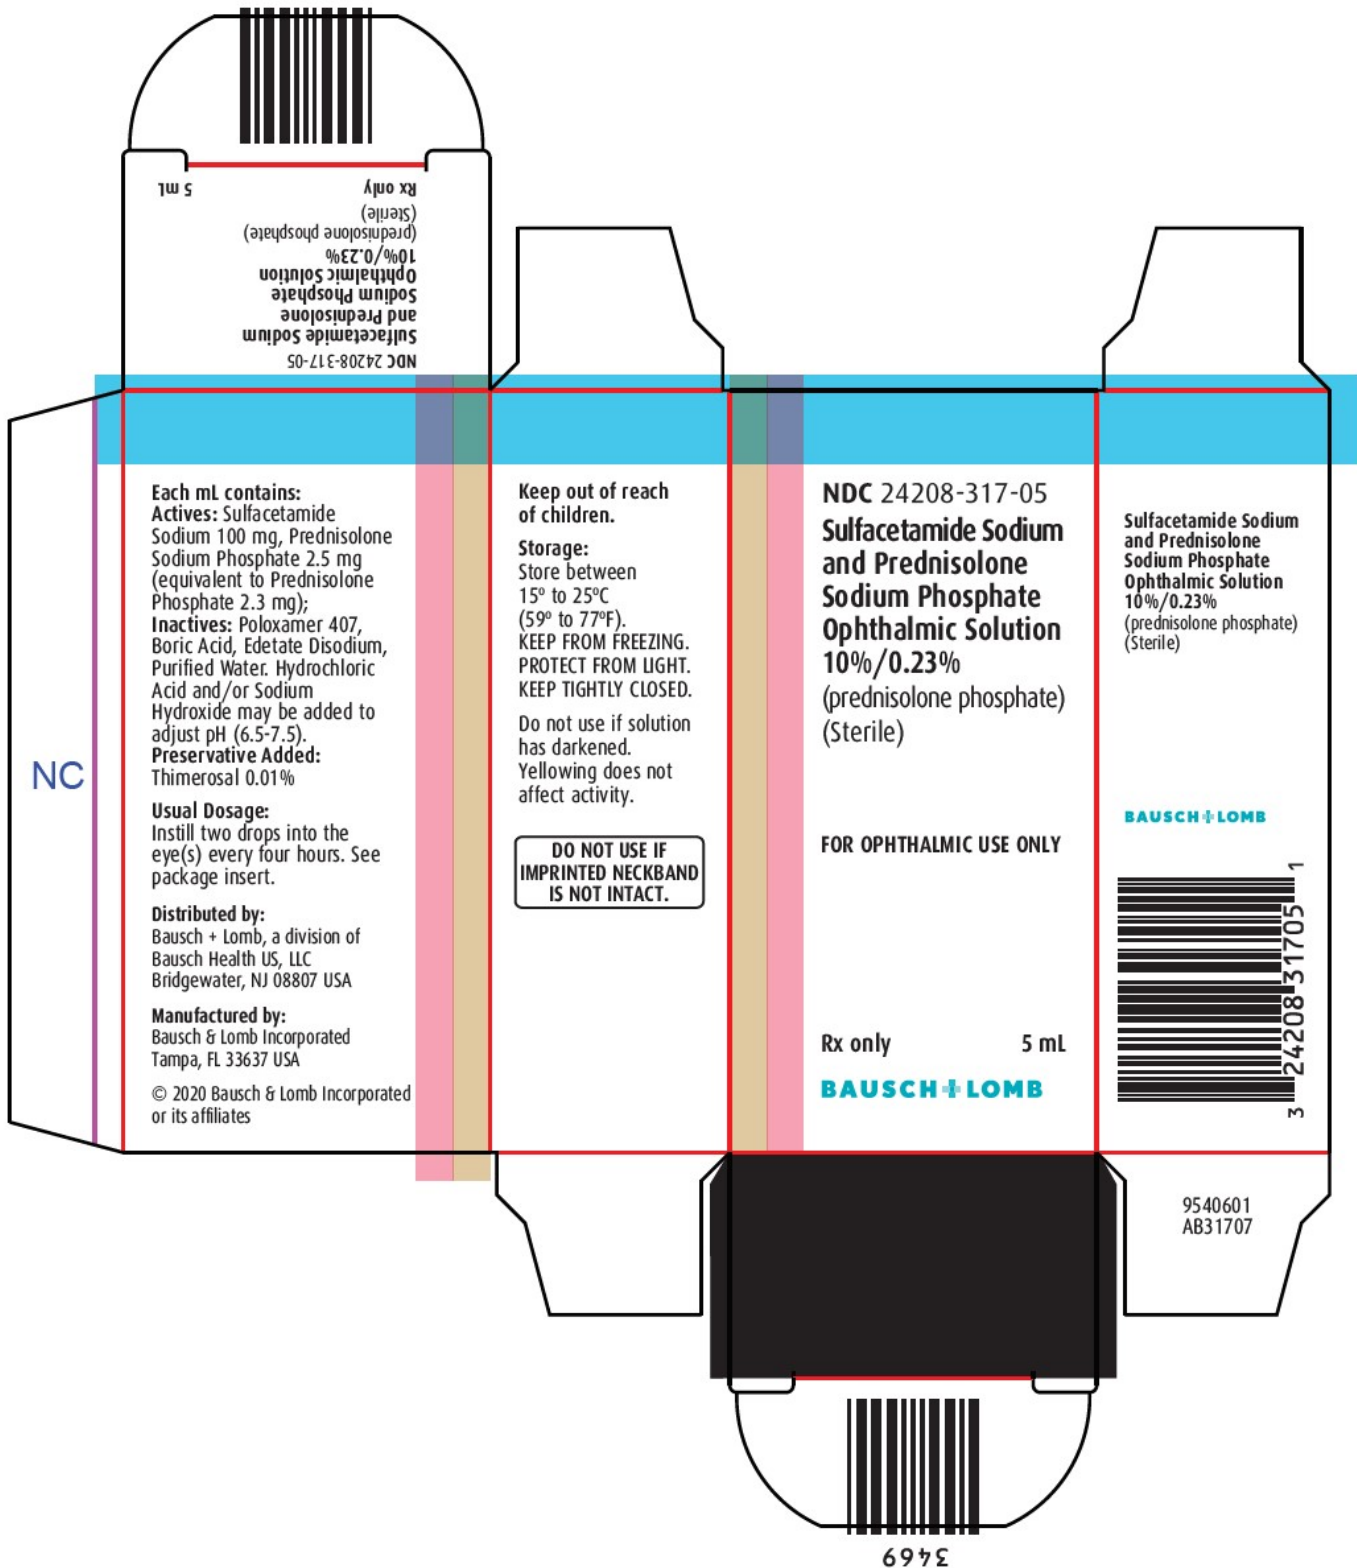 5 mL
Rx only
(Sterile)
(prednisolone phosphate)
10%/0.23%
Ophthalmic Solution
Sodium Phosphate
and Prednisolone
Sulfacetamide Sodium
NDC 24208-317-05
NC
Each mL contains:
Actives: Sulfacetamide
Sodium 100 mg, Prednisolone
Sodium Phosphate 2.5 mg
(equivalent to Prednisolone
Phosphate 2.3 mg);
Inactives: Poloxamer 407,
Boric Acid, Edetate Disodium,
Purified Water. Hydrochloric
Acid and/or Sodium
Hydroxide may be added to
adjust pH (6.5-7.5).
Preservative Added:
Thimerosal 0.01%
Usual Dosage:
Instill two drops into the
eye(s) every four hours. See
package insert.
Distributed by:
Bausch + Lomb, a division of
Bausch Health US, LLC
Bridgewater, NJ 08807 USA
Manufactured by:
Bausch & Lomb Incorporated
Tampa, FL 33637 USA
© 2020 Bausch & Lomb Incorporated
or its affiliates
Keep out of reach
of children.
Storage:
Store between
15º to 25ºC
(59º to 77ºF).
KEEP FROM FREEZING.
PROTECT FROM LIGHT.
KEEP TIGHTLY CLOSED.
Do not use if solution
has darkened.
Yellowing does not
affect activity.
DO NOT USE IF
IMPRINTED NECKBAND
IS NOT INTACT.
NDC 24208-317-05
Sulfacetamide Sodium
and Prednisolone
Sodium Phosphate
Ophthalmic Solution
10%/0.23%
(prednisolone phosphate)
(Sterile)
FOR OPHTHALMIC USE ONLY
Rx only 5 mL
BAUSCH + LOMB
Sulfacetamide Sodium
and Prednisolone
Sodium Phosphate
Ophthalmic Solution
10%/0.23%
(prednisolone phosphate)
(Sterile)
BAUSCH + LOMB
3 24208 31705 1
9540601
AB31707
3469